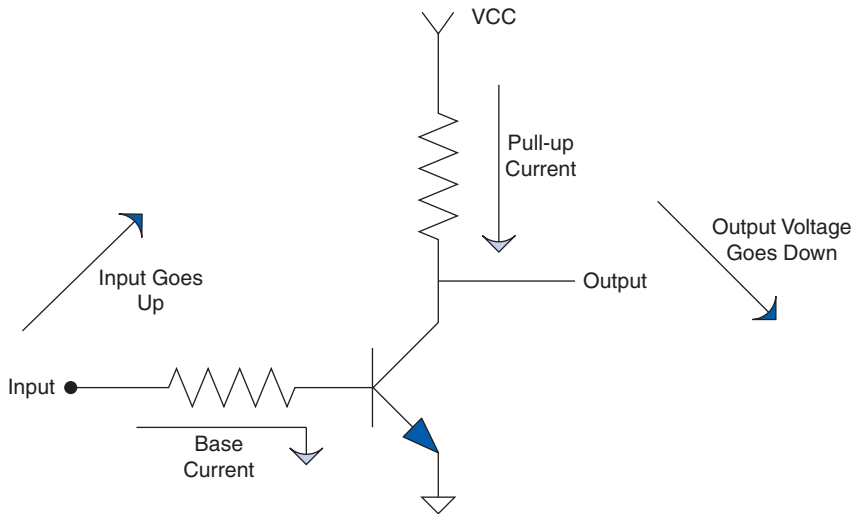 VCC
Pull-up
Current
Output Voltage
Goes Down
Input Goes
Up
Output
Input
Base
Current